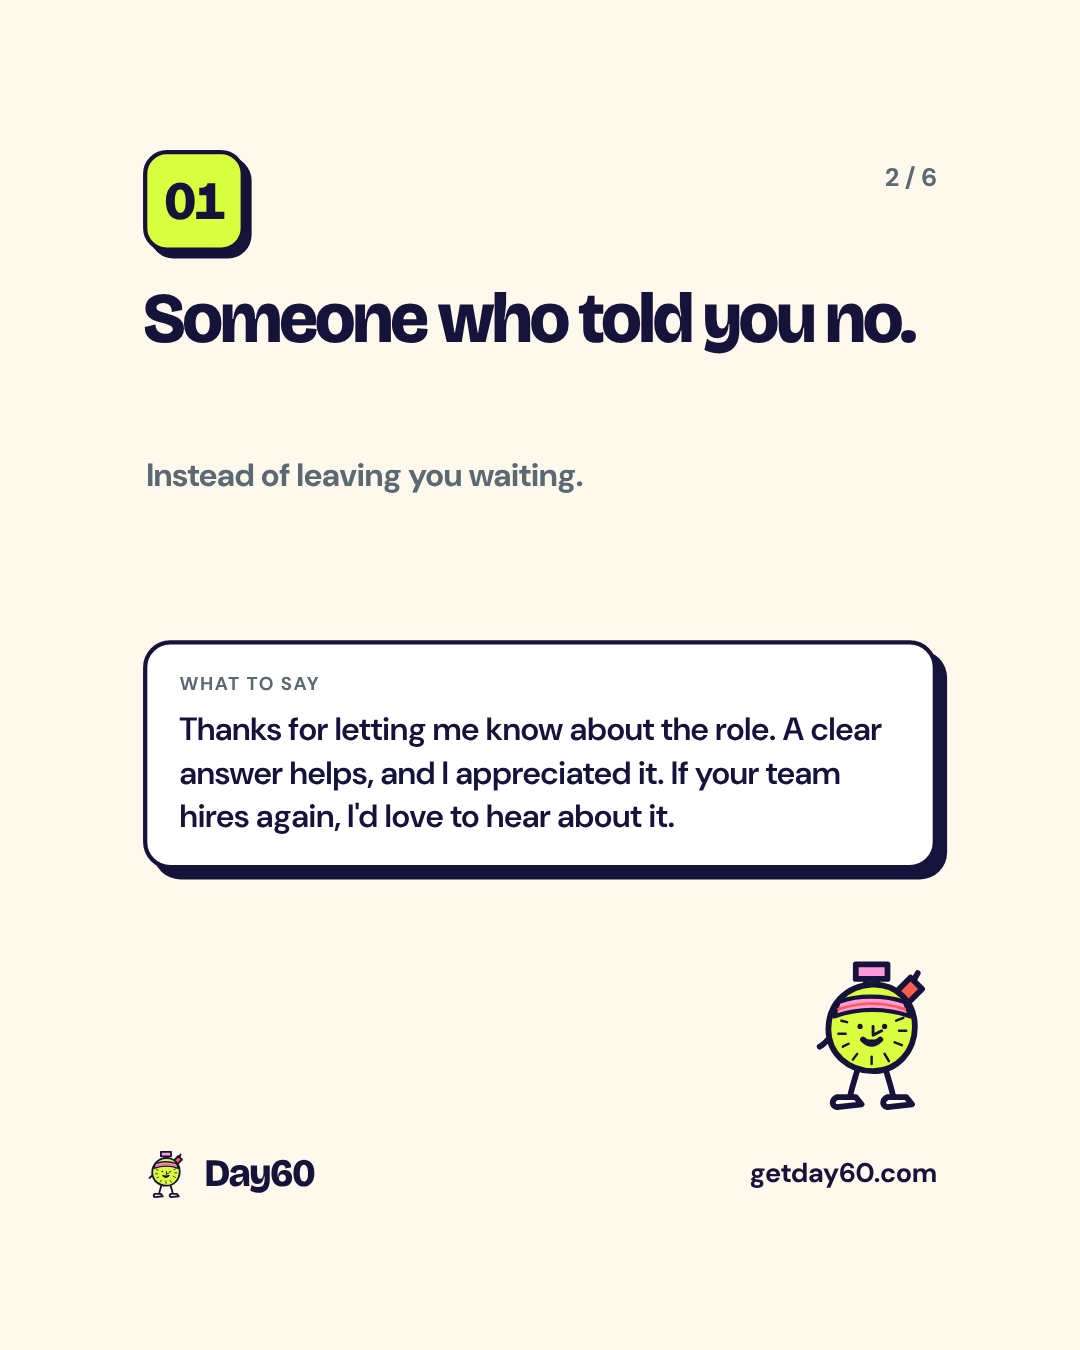 01
2 / 6
Someone who told you no.
Instead of leaving you waiting.
WHAT TO SAY
Thanks for letting me know about the role. A clear
answer helps, and I appreciated it. If your team
hires again, I'd love to hear about it.
Day60
getday60.com